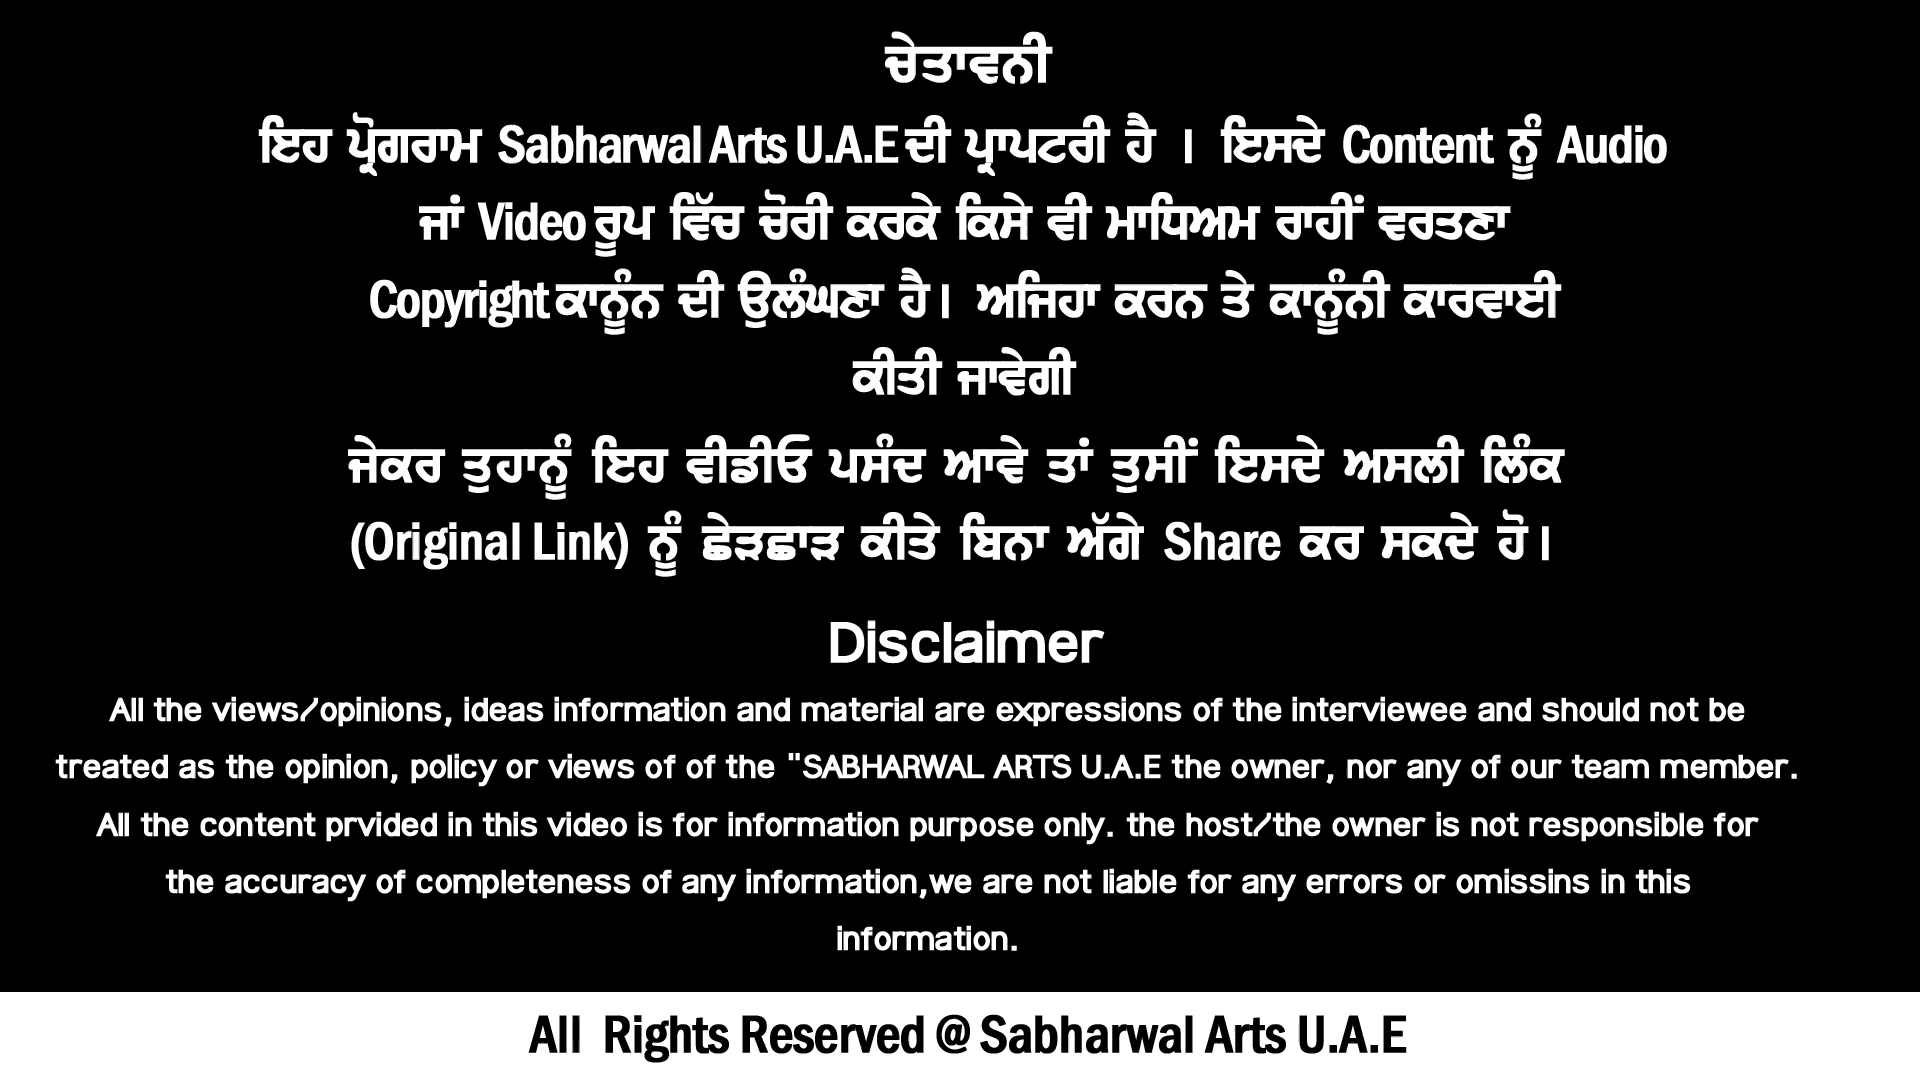 ਚੇਤਾਵਨੀ
ਇਹ ਪ੍ਰੋਗਰਾਮ Sabharwal Arts U.A.E ਦੀ ਪ੍ਰਾਪਟਰੀ ਹੈ । ਇਸਦੇ Content ਨੂੰ Audio
ਜਾਂ Video ਰੂਪ ਵਿੱਚ ਚੋਰੀ ਕਰਕੇ ਕਿਸੇ ਵੀ ਮਾਧਿਅਮ ਰਾਹੀਂ ਵਰਤਣਾ
Copyright ਕਾਨੂੰਨ ਦੀ ਉਲੰਘਣਾ ਹੈ। ਅਜਿਹਾ ਕਰਨ ਤੇ ਕਾਨੂੰਨੀ ਕਾਰਵਾਈ
ਕੀਤੀ ਜਾਵੇਗੀ
ਜੇਕਰ ਤੁਹਾਨੂੰ ਇਹ ਵੀਡੀਓ ਪਸੰਦ ਆਵੇ ਤਾਂ ਤੁਸੀਂ ਇਸਦੇ ਅਸਲੀ ਲਿੰਕ
(Original Link) ਨੂੰ ਛੇੜਛਾੜ ਕੀਤੇ ਬਿਨਾ ਅੱਗੇ Share ਕਰ ਸਕਦੇ ਹੋ।
Disclaimer
All the views/opinions, ideas information and material are expressions of the interviewee and should not be
treated as the opinion, policy or views of of the "SABHARWAL ARTS U.A.E the owner, nor any of our team member.
All the content prvided in this video is for information purpose only. the host/the owner is not responsible for
the accuracy of completeness of any information,we are not liable for any errors or omissins in this
information.
All Rights Reserved @ Sabharwal Arts U.A.E